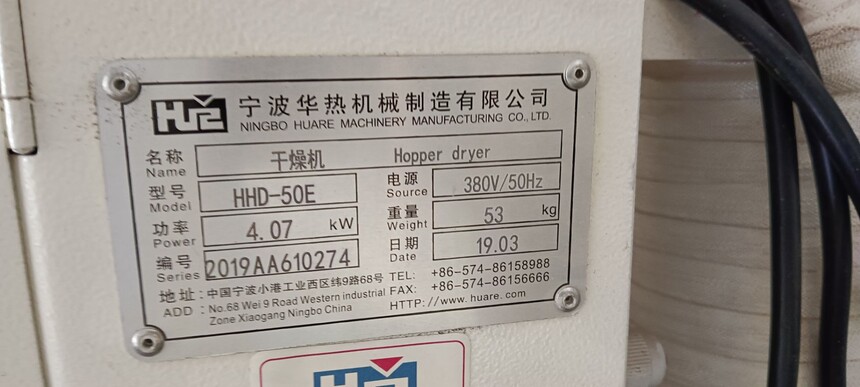 宁波华热机械制造有限公司
NINGBO HUARE MACHINERY MANUFACTURING CO., LTD.
名称 Name 干燥机 Hopper dryer
型号 Model HHD-50E 电源 Source 380V/50Hz
功率 Power 4.07 kW 重量 Weight 53 kg
编号 Series 2019AA610274 日期 Date 19.03
地址: 中国宁波小港工业西区纬9路68号 TEL: +86-574-86158988
ADD: No.68 Wei 9 Road Western industrial FAX: +86-574-86156666
Zone Xiaogang Ningbo China HTTP://www.huare.com